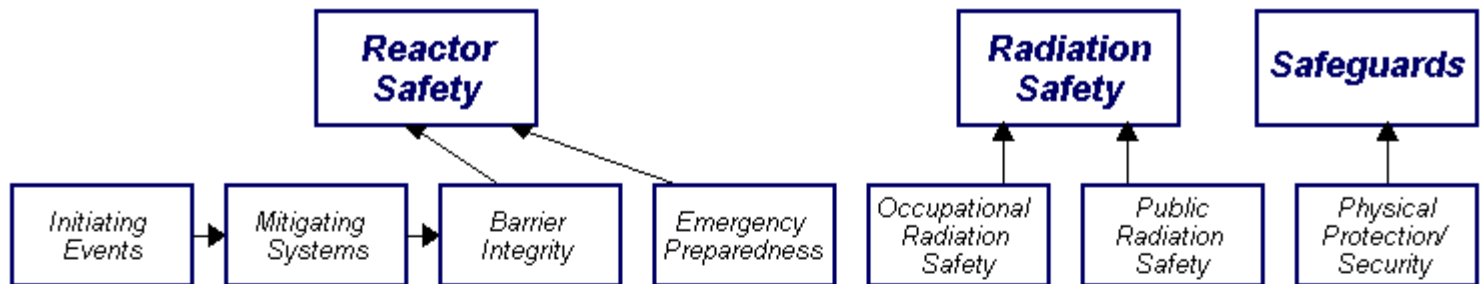 Reactor
Safety
Radiation
Safety
Safeguards
Initiating
Events
Mitigating
Systems
Barrier
Integrity
Emergency
Preparedness
Occupational
Radiation
Safety
Public
Radiation
Safety
Physical
Protection/
Security